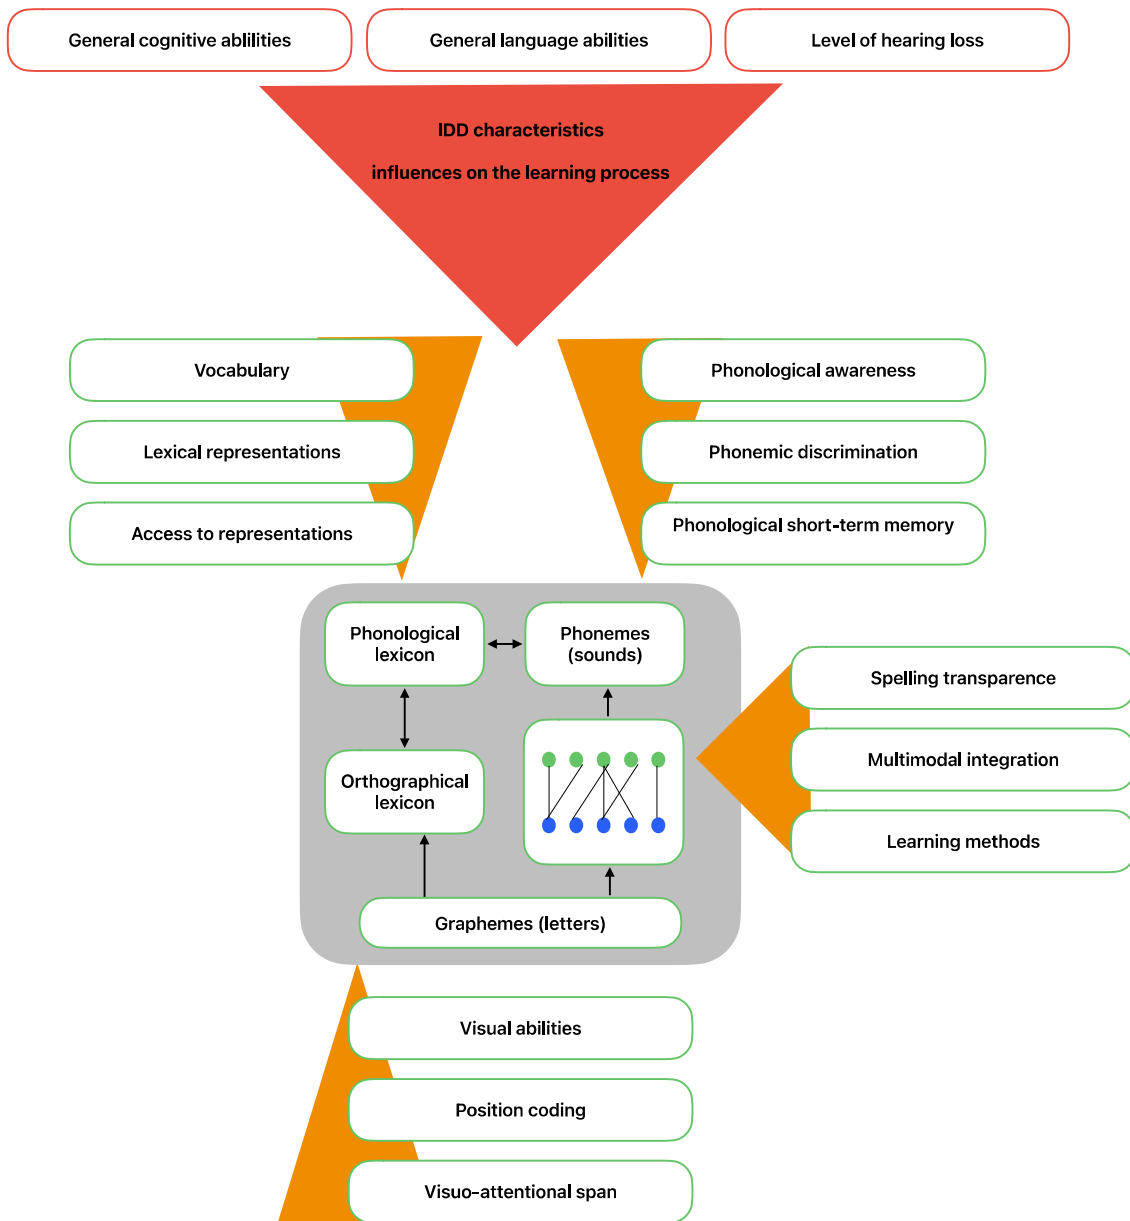 General cognitive ablilities
General language abilities
Level of hearing loss
IDD characteristics
influences on the learning process
Vocabulary
Lexical representations
Access to representations
Phonological awareness
Phonemic discrimination
Phonological short-term memory
Phonological
lexicon
Phonemes
(sounds)
Orthographical
lexicon
Graphemes (letters)
Spelling transparence
Multimodal integration
Learning methods
Visual abilities
Position coding
Visuo-attentional span